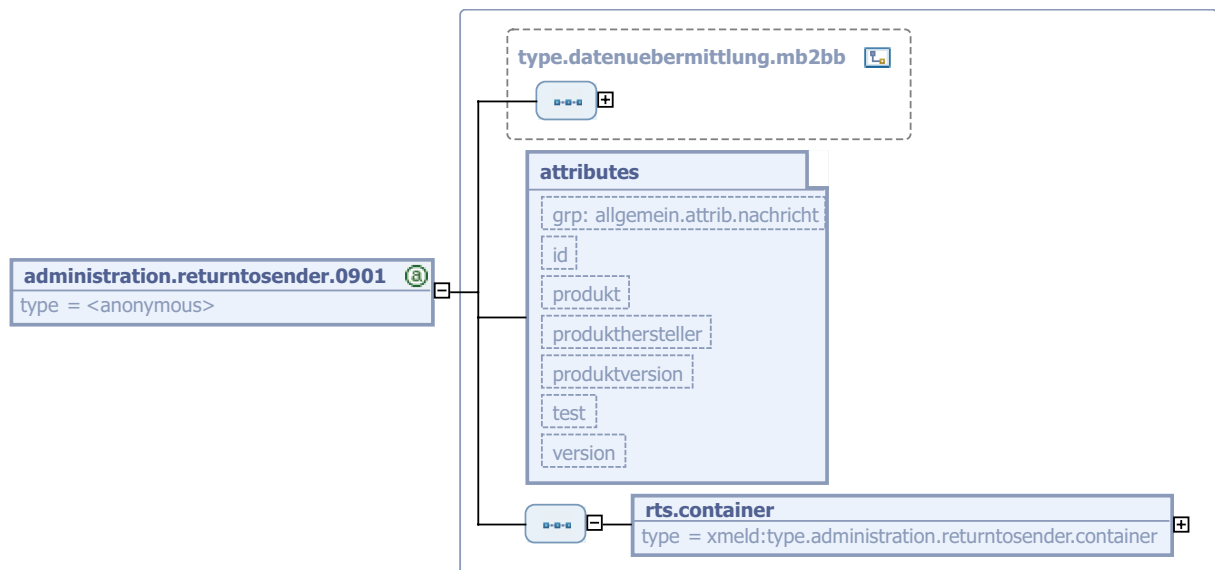 type.datenuebermittlung.mb2bb
attributes
grp: allgemein.attrib.nachricht
id
produkt
produkthersteller
produktversion
test
version
administration.returntosender.0901
type = <anonymous>
rts.container
type = xmeld:type.administration.returntosender.container